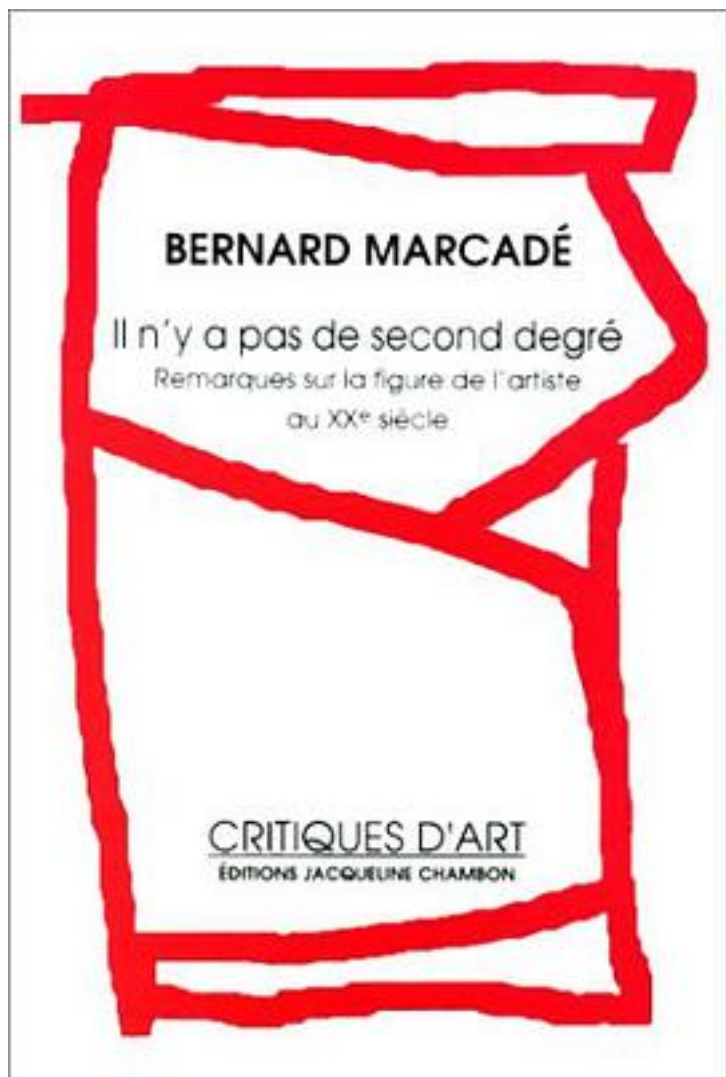 BERNARD MARCADÉ
Il n'y a pas de second degré
Remarques sur la figure de l'artiste
au XXe siècle
CRITIQUES D'ART
ÉDITIONS JACQUELINE CHAMBON